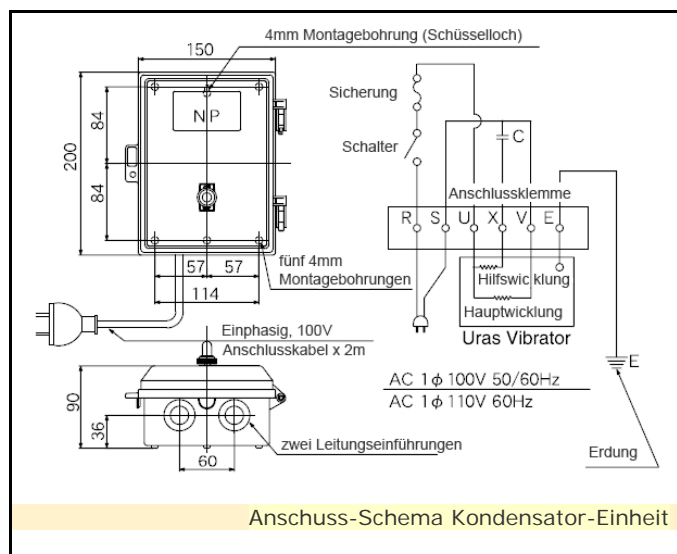 4mm Montagebohrung (Schüsselloch)
150
NP
200
84
84
57
57
114
fünf 4mm
Montagebohrungen
Einphasig, 100V
Anschlusskabel x 2m
90
36
60
zwei Leitungseinführungen
Sicherung
Schalter
C
Anschlussklemme
R S U X V E
Hilfswicklung
Hauptwicklung
Uras Vibrator
AC 1ϕ 100V 50/60Hz
AC 1ϕ 110V 60Hz
E
Erdung
Anschuss-Schema Kondensator-Einheit